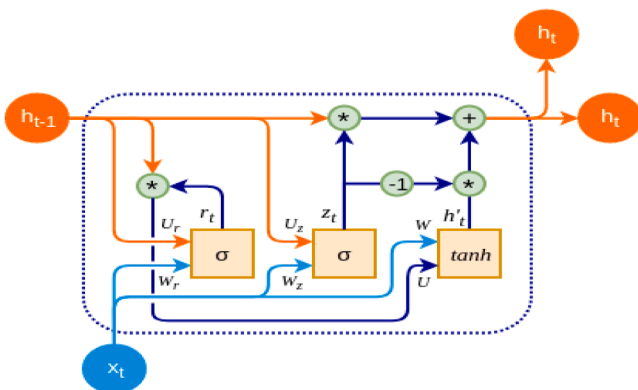 h_t
h_{t-1}
*
+
h_t
*
-1
*
r_t
z_t
h'_t
U_r
U_z
W
σ
σ
tanh
W_r
W_z
U
x_t